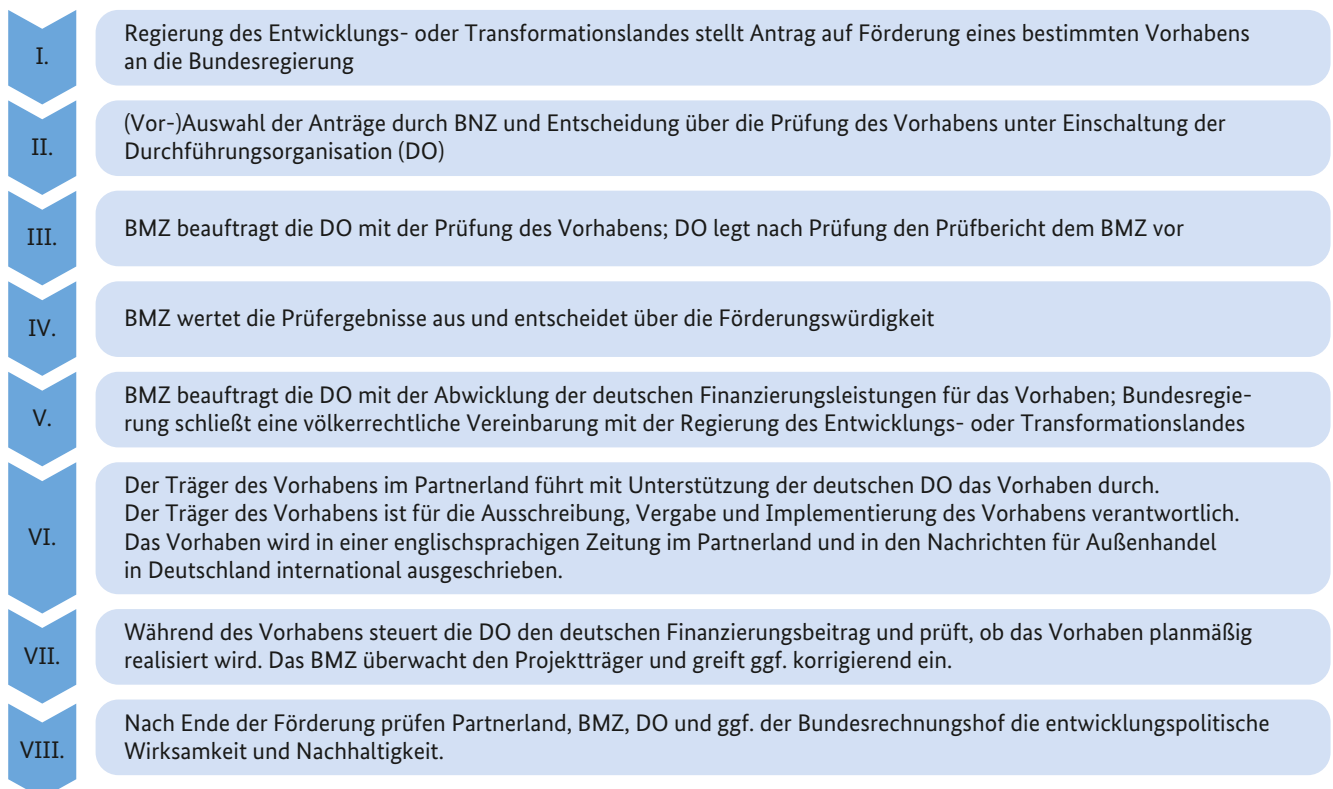 I.
Regierung des Entwicklungs- oder Transformationslandes stellt Antrag auf Förderung eines bestimmten Vorhabens
an die Bundesregierung
II.
(Vor-)Auswahl der Anträge durch BNZ und Entscheidung über die Prüfung des Vorhabens unter Einschaltung der
Durchführungsorganisation (DO)
III.
BMZ beauftragt die DO mit der Prüfung des Vorhabens; DO legt nach Prüfung den Prüfbericht dem BMZ vor
IV.
BMZ wertet die Prüfergebnisse aus und entscheidet über die Förderungswürdigkeit
V.
BMZ beauftragt die DO mit der Abwicklung der deutschen Finanzierungsleistungen für das Vorhaben; Bundesregie-
rung schließt eine völkerrechtliche Vereinbarung mit der Regierung des Entwicklungs- oder Transformationslandes
VI.
Der Träger des Vorhabens im Partnerland führt mit Unterstützung der deutschen DO das Vorhaben durch.
Der Träger des Vorhabens ist für die Ausschreibung, Vergabe und Implementierung des Vorhabens verantwortlich.
Das Vorhaben wird in einer englischsprachigen Zeitung im Partnerland und in den Nachrichten für Außenhandel
in Deutschland international ausgeschrieben.
VII.
Während des Vorhabens steuert die DO den deutschen Finanzierungsbeitrag und prüft, ob das Vorhaben planmäßig
realisiert wird. Das BMZ überwacht den Projektträger und greift ggf. korrigierend ein.
VIII.
Nach Ende der Förderung prüfen Partnerland, BMZ, DO und ggf. der Bundesrechnungshof die entwicklungspolitische
Wirksamkeit und Nachhaltigkeit.